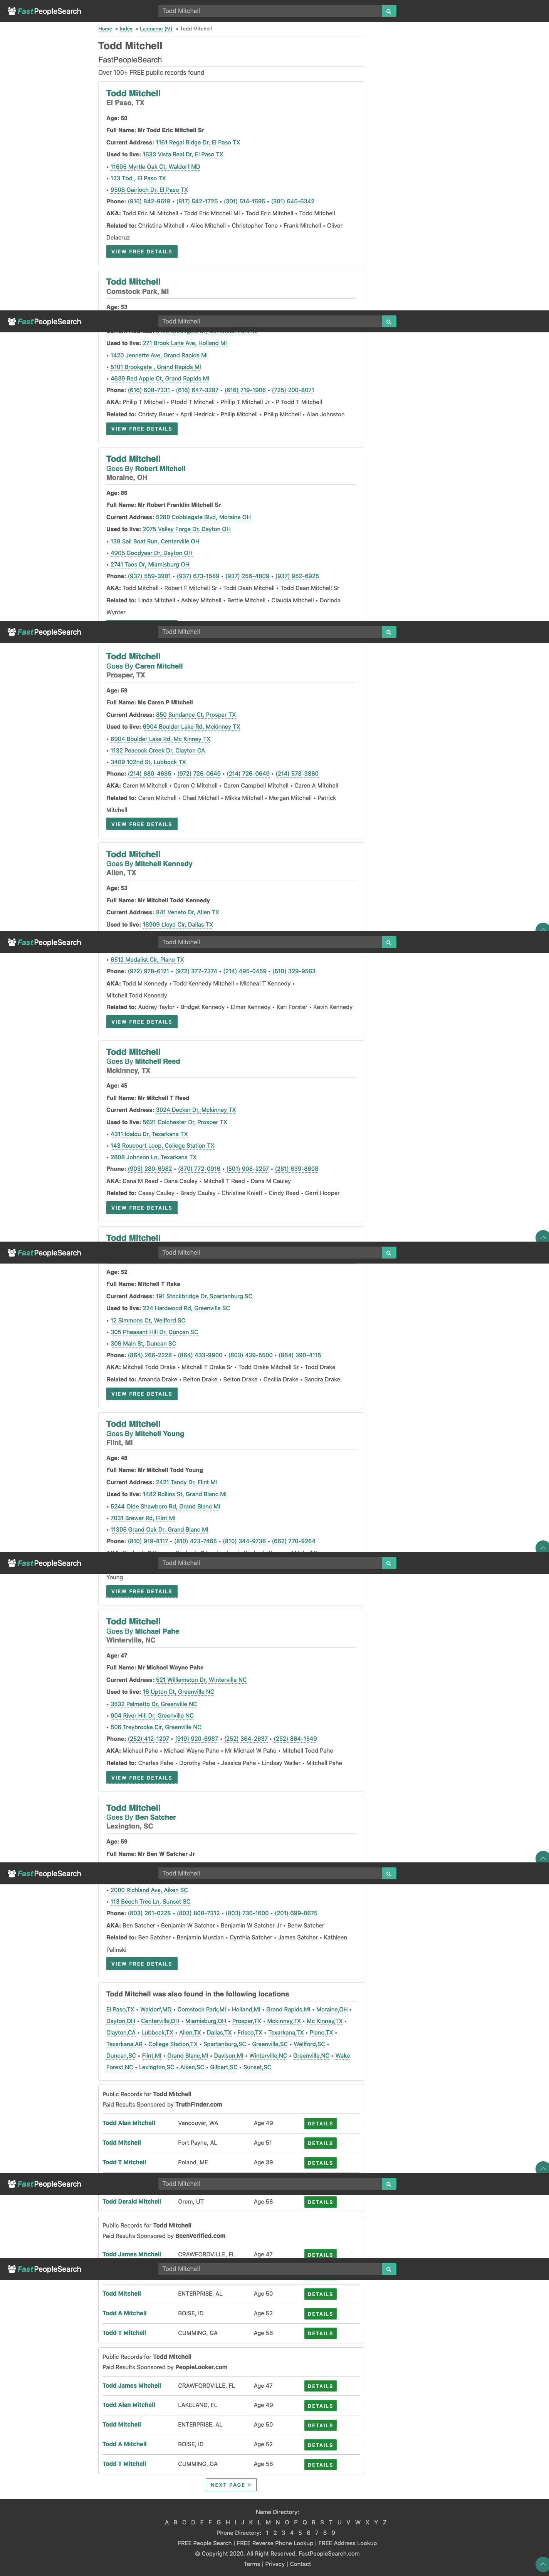 FastPeopleSearch
Todd Mitchell
Home » Index » Lastname (M) » Todd Mitchell
Todd Mitchell
FastPeopleSearch
Over 100+ FREE public records found
Todd Mitchell
El Paso, TX
Age: 50
Full Name: Mr Todd Eric Mitchell Sr
Current Address: 1161 Regal Ridge Dr, El Paso TX
Used to live: 1633 Vista Real Dr, El Paso TX
• 11605 Myrtle Oak Ct, Waldorf MD
• 123 Tbd , El Paso TX
• 9508 Gairloch Dr, El Paso TX
Phone: (915) 842-9619 • (817) 542-1726 • (301) 514-1595 • (301) 645-6342
AKA: Todd Eric MI Mitchell • Todd Eric Mitchell MI • Todd Eric Mitchell • Todd Mitchell
Related to: Christina Mitchell • Alice Mitchell • Christopher Tone • Frank Mitchell • Oliver
Delacruz
VIEW FREE DETAILS
Todd Mitchell
Comstock Park, MI
Age: 53
FastPeopleSearch
Todd Mitchell
Used to live: 271 Brook Lane Ave, Holland MI
• 1420 Jennette Ave, Grand Rapids MI
• 5101 Brookgate , Grand Rapids MI
• 4639 Red Apple Ct, Grand Rapids MI
Phone: (616) 608-7331 • (616) 647-3287 • (616) 719-1906 • (725) 200-8071
AKA: Philip T Mitchell • Ptodd T Mitchell • Philip T Mitchell Jr • P Todd T Mitchell
Related to: Christy Bauer • April Hedrick • Philip Mitchell • Philip Mitchell • Alan Johnston
VIEW FREE DETAILS
Todd Mitchell
Goes By Robert Mitchell
Moraine, OH
Age: 86
Full Name: Mr Robert Franklin Mitchell Sr
Current Address: 5280 Cobblegate Blvd, Moraine OH
Used to live: 2075 Valley Forge Dr, Dayton OH
• 139 Sail Boat Run, Centerville OH
• 4905 Goodyear Dr, Dayton OH
• 2741 Taos Dr, Miamisburg OH
Phone: (937) 559-3901 • (937) 673-1589 • (937) 256-4809 • (937) 952-6925
AKA: Todd Mitchell • Robert F Mitchell Sr • Todd Dean Mitchell • Todd Dean Mitchell Sr
Related to: Linda Mitchell • Ashley Mitchell • Bettie Mitchell • Claudia Mitchell • Dorinda
Wynter
FastPeopleSearch
Todd Mitchell
Todd Mitchell
Goes By Caren Mitchell
Prosper, TX
Age: 59
Full Name: Ms Caren P Mitchell
Current Address: 850 Sundance Ct, Prosper TX
Used to live: 6904 Boulder Lake Rd, Mckinney TX
• 6904 Boulder Lake Rd, Mc Kinney TX
• 1132 Peacock Creek Dr, Clayton CA
• 3409 102nd St, Lubbock TX
Phone: (214) 680-4685 • (972) 726-0649 • (214) 726-0649 • (214) 578-3860
AKA: Caren M Mitchell • Caren C Mitchell • Caren Campbell Mitchell • Caren A Mitchell
Related to: Caren Mitchell • Chad Mitchell • Mikka Mitchell • Morgan Mitchell • Patrick
Mitchell
VIEW FREE DETAILS
Todd Mitchell
Goes By Mitchell Kennedy
Allen, TX
Age: 53
Full Name: Mr Mitchell Todd Kennedy
Current Address: 841 Veneto Dr, Allen TX
Used to live: 18909 Lloyd Cir, Dallas TX
FastPeopleSearch
Todd Mitchell
• 6512 Medalist Cir, Plano TX
Phone: (972) 978-6121 • (972) 377-7374 • (214) 495-0459 • (510) 329-9563
AKA: Todd M Kennedy • Todd Kennedy Mitchell • Micheal T Kennedy •
Mitchell Todd Kennedy
Related to: Audrey Taylor • Bridget Kennedy • Elmer Kennedy • Kari Forster • Kevin Kennedy
VIEW FREE DETAILS
Todd Mitchell
Goes By Mitchell Reed
Mckinney, TX
Age: 45
Full Name: Mr Mitchell T Reed
Current Address: 3024 Decker Dr, Mckinney TX
Used to live: 5621 Colchester Dr, Prosper TX
• 4311 Idalou Dr, Texarkana TX
• 143 Roucourt Loop, College Station TX
• 2808 Johnson Ln, Texarkana TX
Phone: (903) 280-6982 • (870) 772-0916 • (501) 908-2297 • (281) 639-8608
AKA: Dana M Reed • Dana Cauley • Mitchell T Reed • Dana M Cauley
Related to: Casey Cauley • Brady Cauley • Christine Knieff • Cindy Reed • Gerri Hooper
VIEW FREE DETAILS
Todd Mitchell
FastPeopleSearch
Todd Mitchell
Age: 52
Full Name: Mitchell T Rake
Current Address: 191 Stockbridge Dr, Spartanburg SC
Used to live: 224 Hardwood Rd, Greenville SC
• 12 Simmons Ct, Wellford SC
• 305 Pheasant Hill Dr, Duncan SC
• 306 Main St, Duncan SC
Phone: (864) 266-2228 • (864) 433-9900 • (803) 439-5500 • (864) 390-4115
AKA: Mitchell Todd Drake • Mitchell T Drake Sr • Todd Drake Mitchell Sr • Todd Drake
Related to: Amanda Drake • Belton Drake • Belton Drake • Cecilia Drake • Sandra Drake
VIEW FREE DETAILS
Todd Mitchell
Goes By Mitchell Young
Flint, MI
Age: 48
Full Name: Mr Mitchell Todd Young
Current Address: 2421 Tandy Dr, Flint MI
Used to live: 1482 Rollins St, Grand Blanc MI
• 5244 Olde Shawboro Rd, Grand Blanc MI
• 7031 Brewer Rd, Flint MI
• 11305 Grand Oak Dr, Grand Blanc MI
Phone: (810) 919-8117 • (810) 423-7465 • (810) 344-9736 • (662) 770-9264
FastPeopleSearch
Todd Mitchell
Young
VIEW FREE DETAILS
Todd Mitchell
Goes By Michael Pahe
Winterville, NC
Age: 47
Full Name: Mr Michael Wayne Pahe
Current Address: 521 Williamston Dr, Winterville NC
Used to live: 16 Upton Ct, Greenville NC
• 3532 Palmetto Dr, Greenville NC
• 904 River Hill Dr, Greenville NC
• 506 Treybrooke Cir, Greenville NC
Phone: (252) 412-1207 • (919) 920-6987 • (252) 364-2637 • (252) 864-1549
AKA: Michael Pahe • Michael Wayne Pahe • Mr Michael W Pahe • Mitchell Todd Pahe
Related to: Charles Pahe • Dorothy Pahe • Jessica Pahe • Lindsay Waller • Mitchell Pahe
VIEW FREE DETAILS
Todd Mitchell
Goes By Ben Satcher
Lexington, SC
Age: 59
Full Name: Mr Ben W Satcher Jr
FastPeopleSearch
Todd Mitchell
• 2000 Richland Ave, Aiken SC
• 113 Beech Tree Ln, Sunset SC
Phone: (803) 261-0228 • (803) 808-7312 • (803) 730-1600 • (201) 699-0675
AKA: Ben Satcher • Benjamin W Satcher • Benjamin W Satcher Jr • Benw Satcher
Related to: Ben Satcher • Benjamin Mustian • Cynthia Satcher • James Satcher • Kathleen
Palinski
VIEW FREE DETAILS
Todd Mitchell was also found in the following locations
El Paso,TX • Waldorf,MD • Comstock Park,MI • Holland,MI • Grand Rapids,MI • Moraine,OH •
Dayton,OH • Centerville,OH • Miamisburg,OH • Prosper,TX • Mckinney,TX • Mc Kinney,TX •
Clayton,CA • Lubbock,TX • Allen,TX • Dallas,TX • Frisco,TX • Texarkana,TX • Plano,TX •
Texarkana,AR • College Station,TX • Spartanburg,SC • Greenville,SC • Wellford,SC •
Duncan,SC • Flint,MI • Grand Blanc,MI • Davison,MI • Winterville,NC • Greenville,NC • Wake
Forest,NC • Lexington,SC • Aiken,SC • Gilbert,SC • Sunset,SC
Public Records for Todd Mitchell
Paid Results Sponsored by TruthFinder.com
Todd Alan Mitchell Vancouver, WA Age 49 DETAILS
Todd Mitchell Fort Payne, AL Age 51 DETAILS
Todd T Mitchell Poland, ME Age 39 DETAILS
FastPeopleSearch
Todd Mitchell
Todd Derald Mitchell Orem, UT Age 58 DETAILS
Public Records for Todd Mitchell
Paid Results Sponsored by BeenVerified.com
Todd James Mitchell CRAWFORDVILLE, FL Age 47 DETAILS
FastPeopleSearch
Todd Mitchell
Todd Mitchell ENTERPRISE, AL Age 50 DETAILS
Todd A Mitchell BOISE, ID Age 52 DETAILS
Todd T Mitchell CUMMING, GA Age 56 DETAILS
Public Records for Todd Mitchell
Paid Results Sponsored by PeopleLooker.com
Todd James Mitchell CRAWFORDVILLE, FL Age 47 DETAILS
Todd Alan Mitchell LAKELAND, FL Age 49 DETAILS
Todd Mitchell ENTERPRISE, AL Age 50 DETAILS
Todd A Mitchell BOISE, ID Age 52 DETAILS
Todd T Mitchell CUMMING, GA Age 56 DETAILS
NEXT PAGE »
Name Directory:
A B C D E F G H I J K L M N O P Q R S T U V W X Y Z
Phone Directory: 1 2 3 4 5 6 7 8 9
FREE People Search | FREE Reverse Phone Lookup | FREE Address Lookup
© Copyright 2020. All Right Reserved. FastPeopleSearch.com
Terms | Privacy | Contact